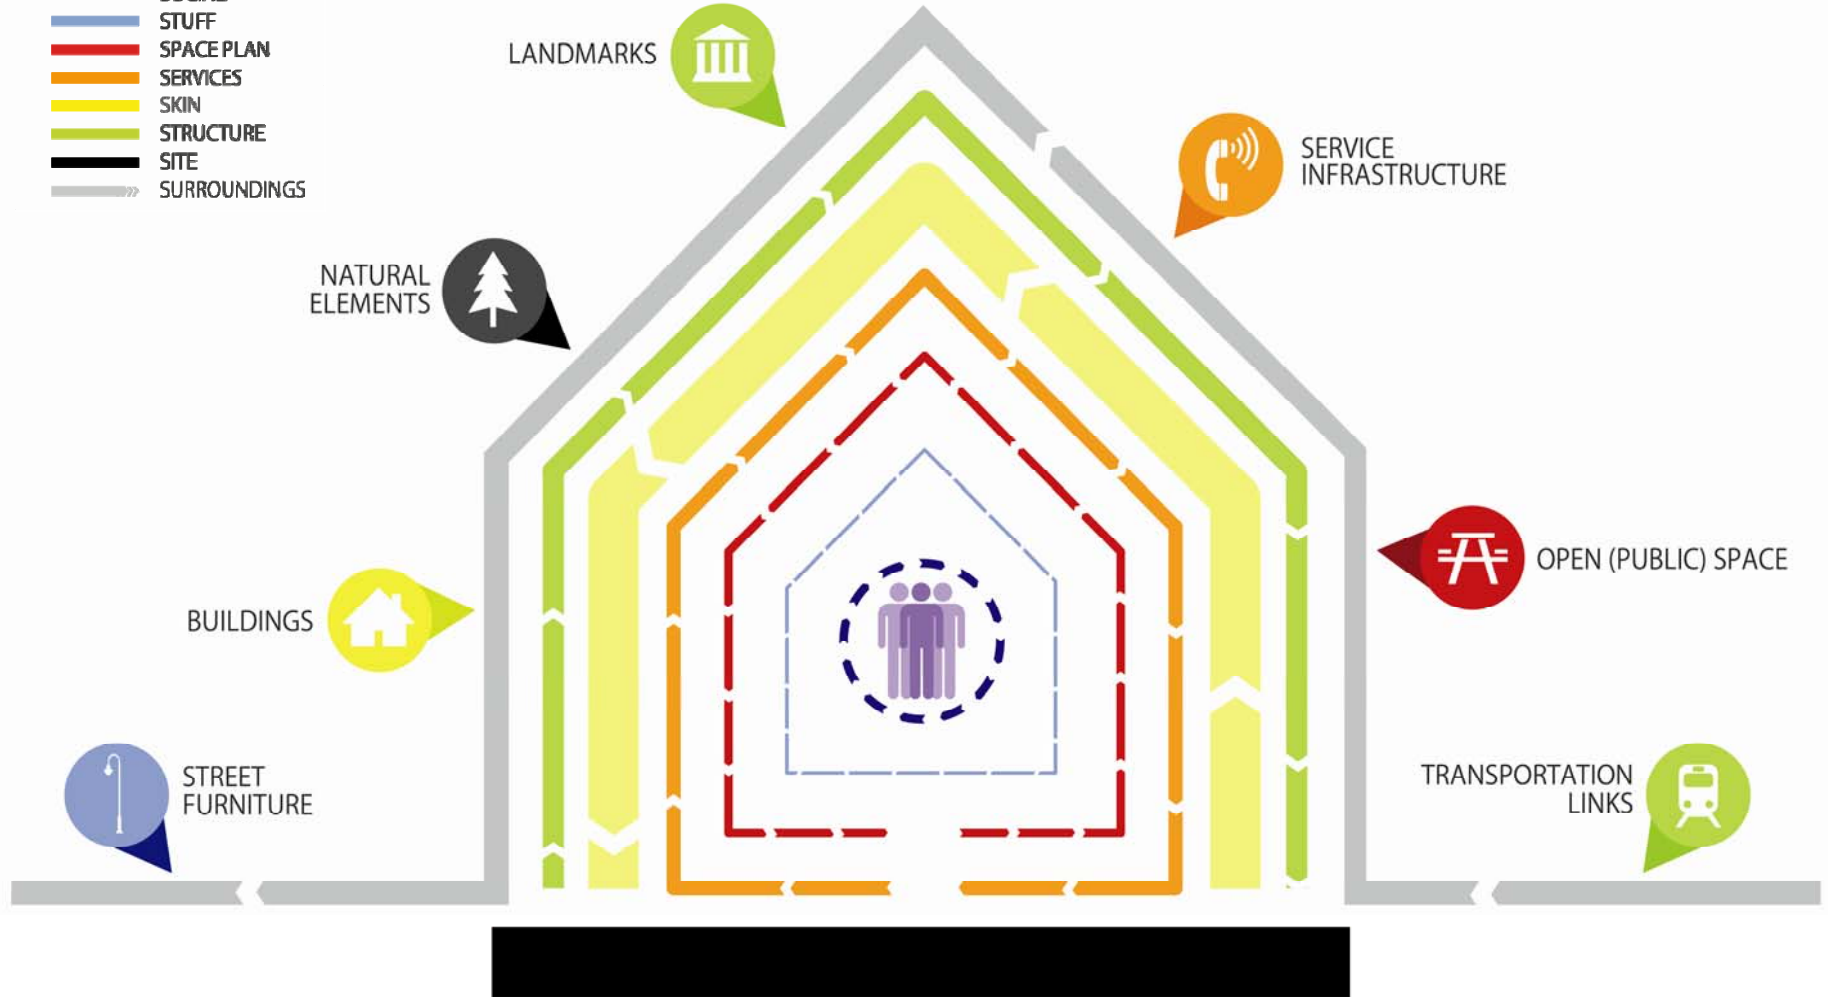 STUFF
SPACE PLAN
SERVICES
SKIN
STRUCTURE
SITE
SURROUNDINGS
LANDMARKS
SERVICE
INFRASTRUCTURE
NATURAL
ELEMENTS
OPEN (PUBLIC) SPACE
BUILDINGS
STREET
FURNITURE
TRANSPORTATION
LINKS